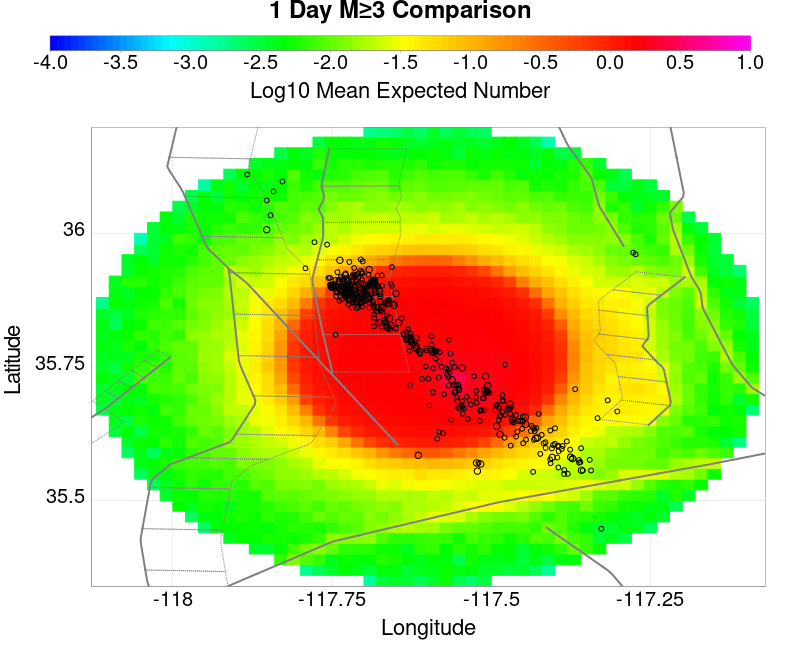 1 Day M≥3 Comparison
-4.0 -3.5 -3.0 -2.5 -2.0 -1.5 -1.0 -0.5 0.0 0.5 1.0
Log10 Mean Expected Number
36
35.75
35.5
Latitude
-118 -117.75 -117.5 -117.25
Longitude